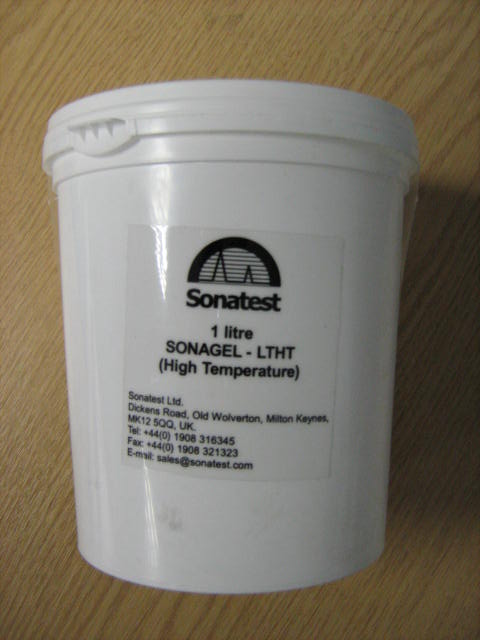 Sonatest
1 litre
SONAGEL - LTHT
(High Temperature)
Sonatest Ltd.
Dickens Road, Old Wolverton, Milton Keynes,
MK12 5QQ, UK.
Tel: +44(0) 1908 316345
Fax: +44(0) 1908 321323
E-mail: sales@sonatest.com